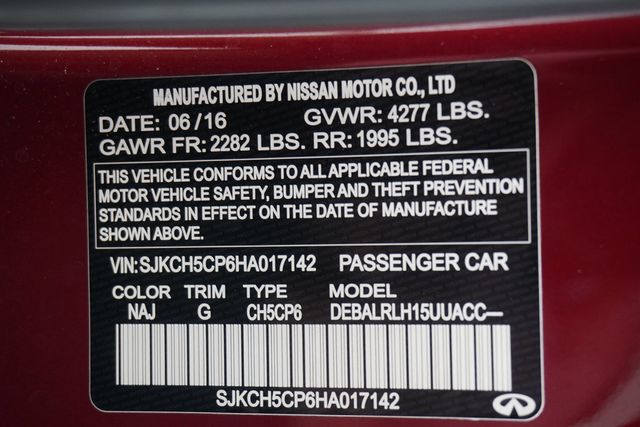 MANUFACTURED BY NISSAN MOTOR CO., LTD
DATE: 06/16 GVWR: 4277 LBS.
GAWR FR: 2282 LBS. RR: 1995 LBS.
THIS VEHICLE CONFORMS TO ALL APPLICABLE FEDERAL
MOTOR VEHICLE SAFETY, BUMPER AND THEFT PREVENTION
STANDARDS IN EFFECT ON THE DATE OF MANUFACTURE
SHOWN ABOVE.
VIN:SJKCH5CP6HA017142 PASSENGER CAR
COLOR TRIM TYPE MODEL
NAJ G CH5CP6 DEBALRLH15UUACC—
SJKCH5CP6HA017142